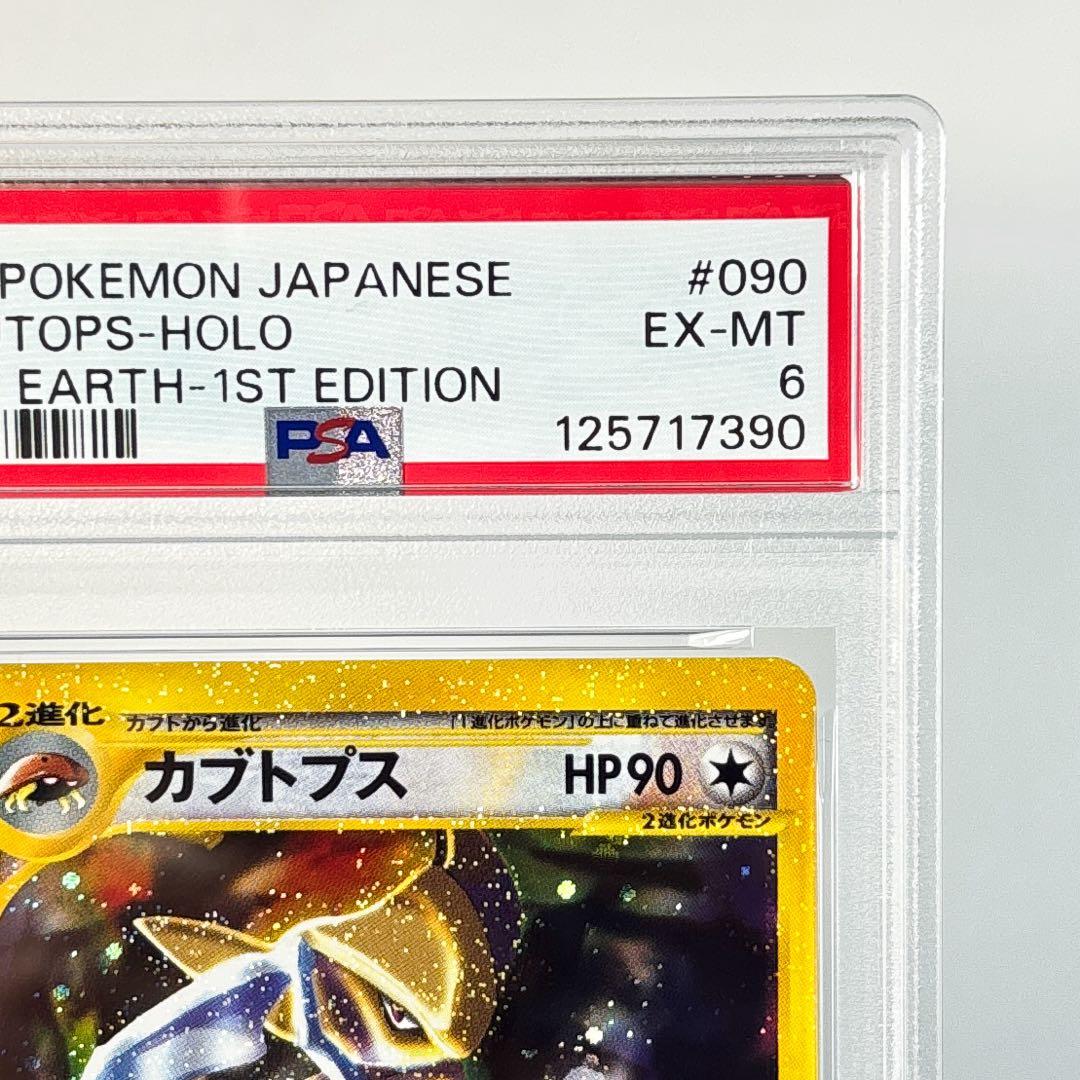 POKEMON JAPANESE #090
TOPS-HOLO EX-MT
EARTH-1ST EDITION 6
PSA 125717390
2進化 カブトから進化 「1進化ポケモン」の上に重ねて進化させます
カブトプス HP90
2進化ポケモン